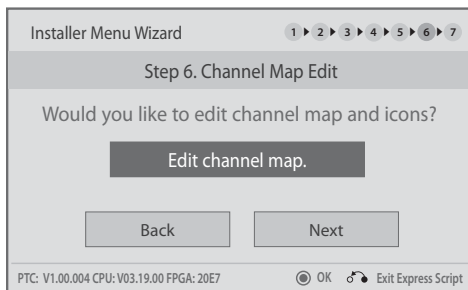 Installer Menu Wizard 1 2 3 4 5 6 7
Step 6. Channel Map Edit
Would you like to edit channel map and icons?
Edit channel map.
Back Next
PTC: V1.00.004 CPU: V03.19.00 FPGA: 20E7 OK Exit Express Script